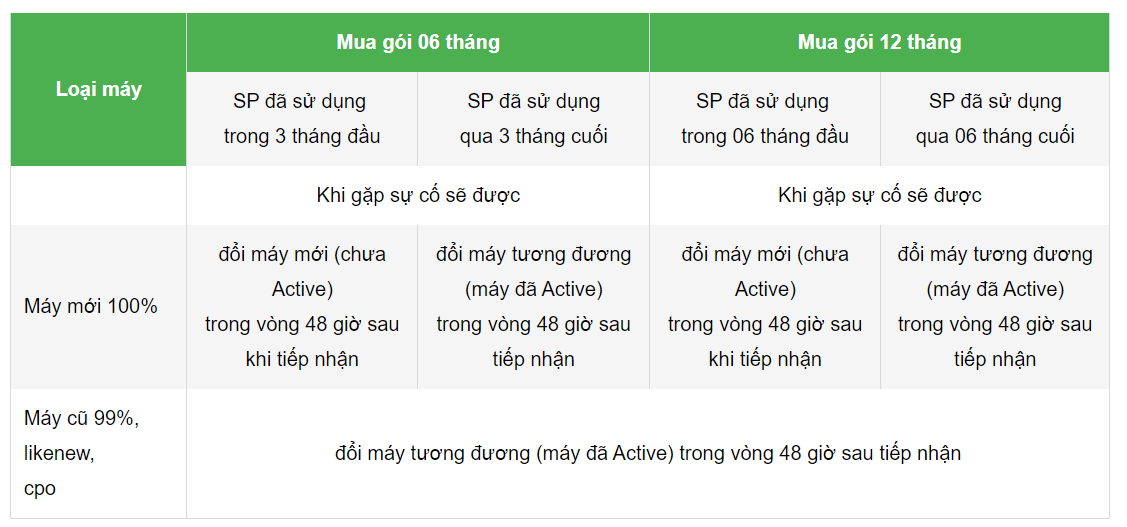 Loại máy
Mua gói 06 tháng
Mua gói 12 tháng
SP đã sử dụng
trong 3 tháng đầu
SP đã sử dụng
qua 3 tháng cuối
SP đã sử dụng
trong 06 tháng đầu
SP đã sử dụng
qua 06 tháng cuối
Khi gặp sự cố sẽ được
Khi gặp sự cố sẽ được
Máy mới 100%
đổi máy mới (chưa
Active)
trong vòng 48 giờ sau
khi tiếp nhận
đổi máy tương đương
(máy đã Active)
trong vòng 48 giờ sau
tiếp nhận
đổi máy mới (chưa
Active)
trong vòng 48 giờ sau
khi tiếp nhận
đổi máy tương đương
(máy đã Active)
trong vòng 48 giờ sau
tiếp nhận
Máy cũ 99%,
likenew,
cpo
đổi máy tương đương (máy đã Active) trong vòng 48 giờ sau tiếp nhận